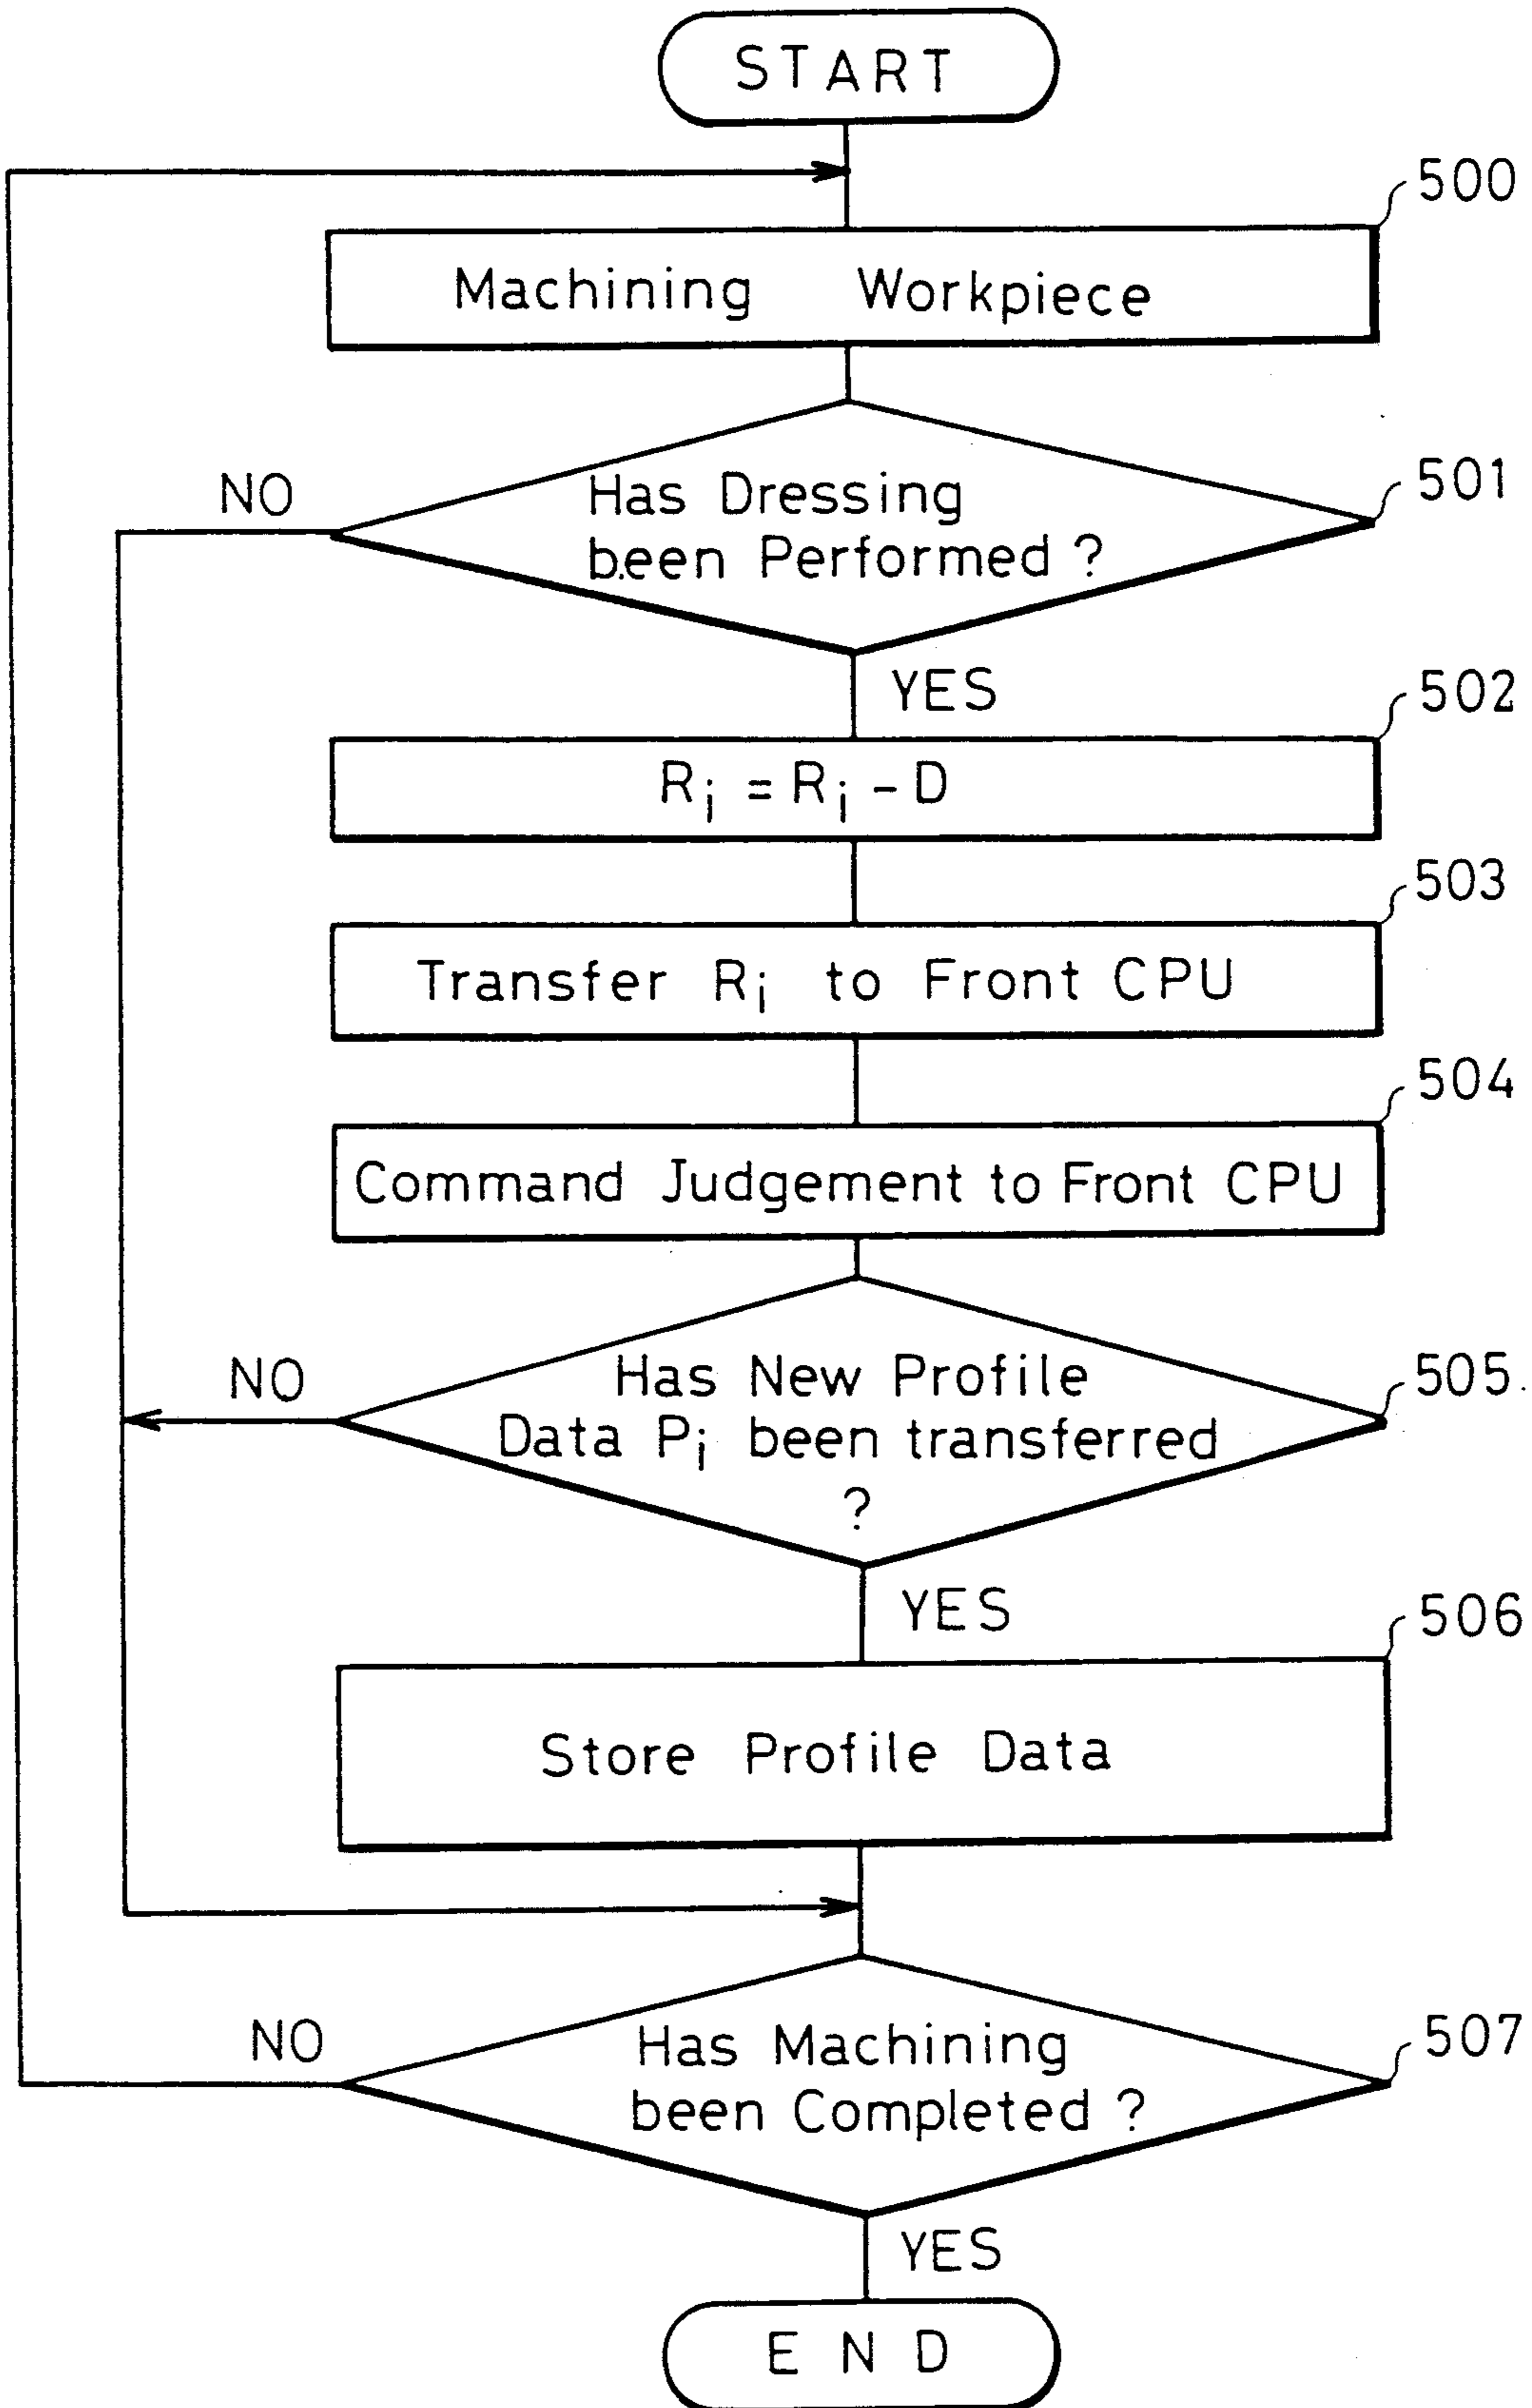 START
500
Machining Workpiece
501
NO
Has Dressing
been Performed ?
YES
502
Ri = Ri - D
503
Transfer Ri to Front CPU
504
Command Judgement to Front CPU
505
NO
Has New Profile
Data Pi been transferred
?
YES
506
Store Profile Data
507
NO
Has Machining
been Completed ?
YES
END